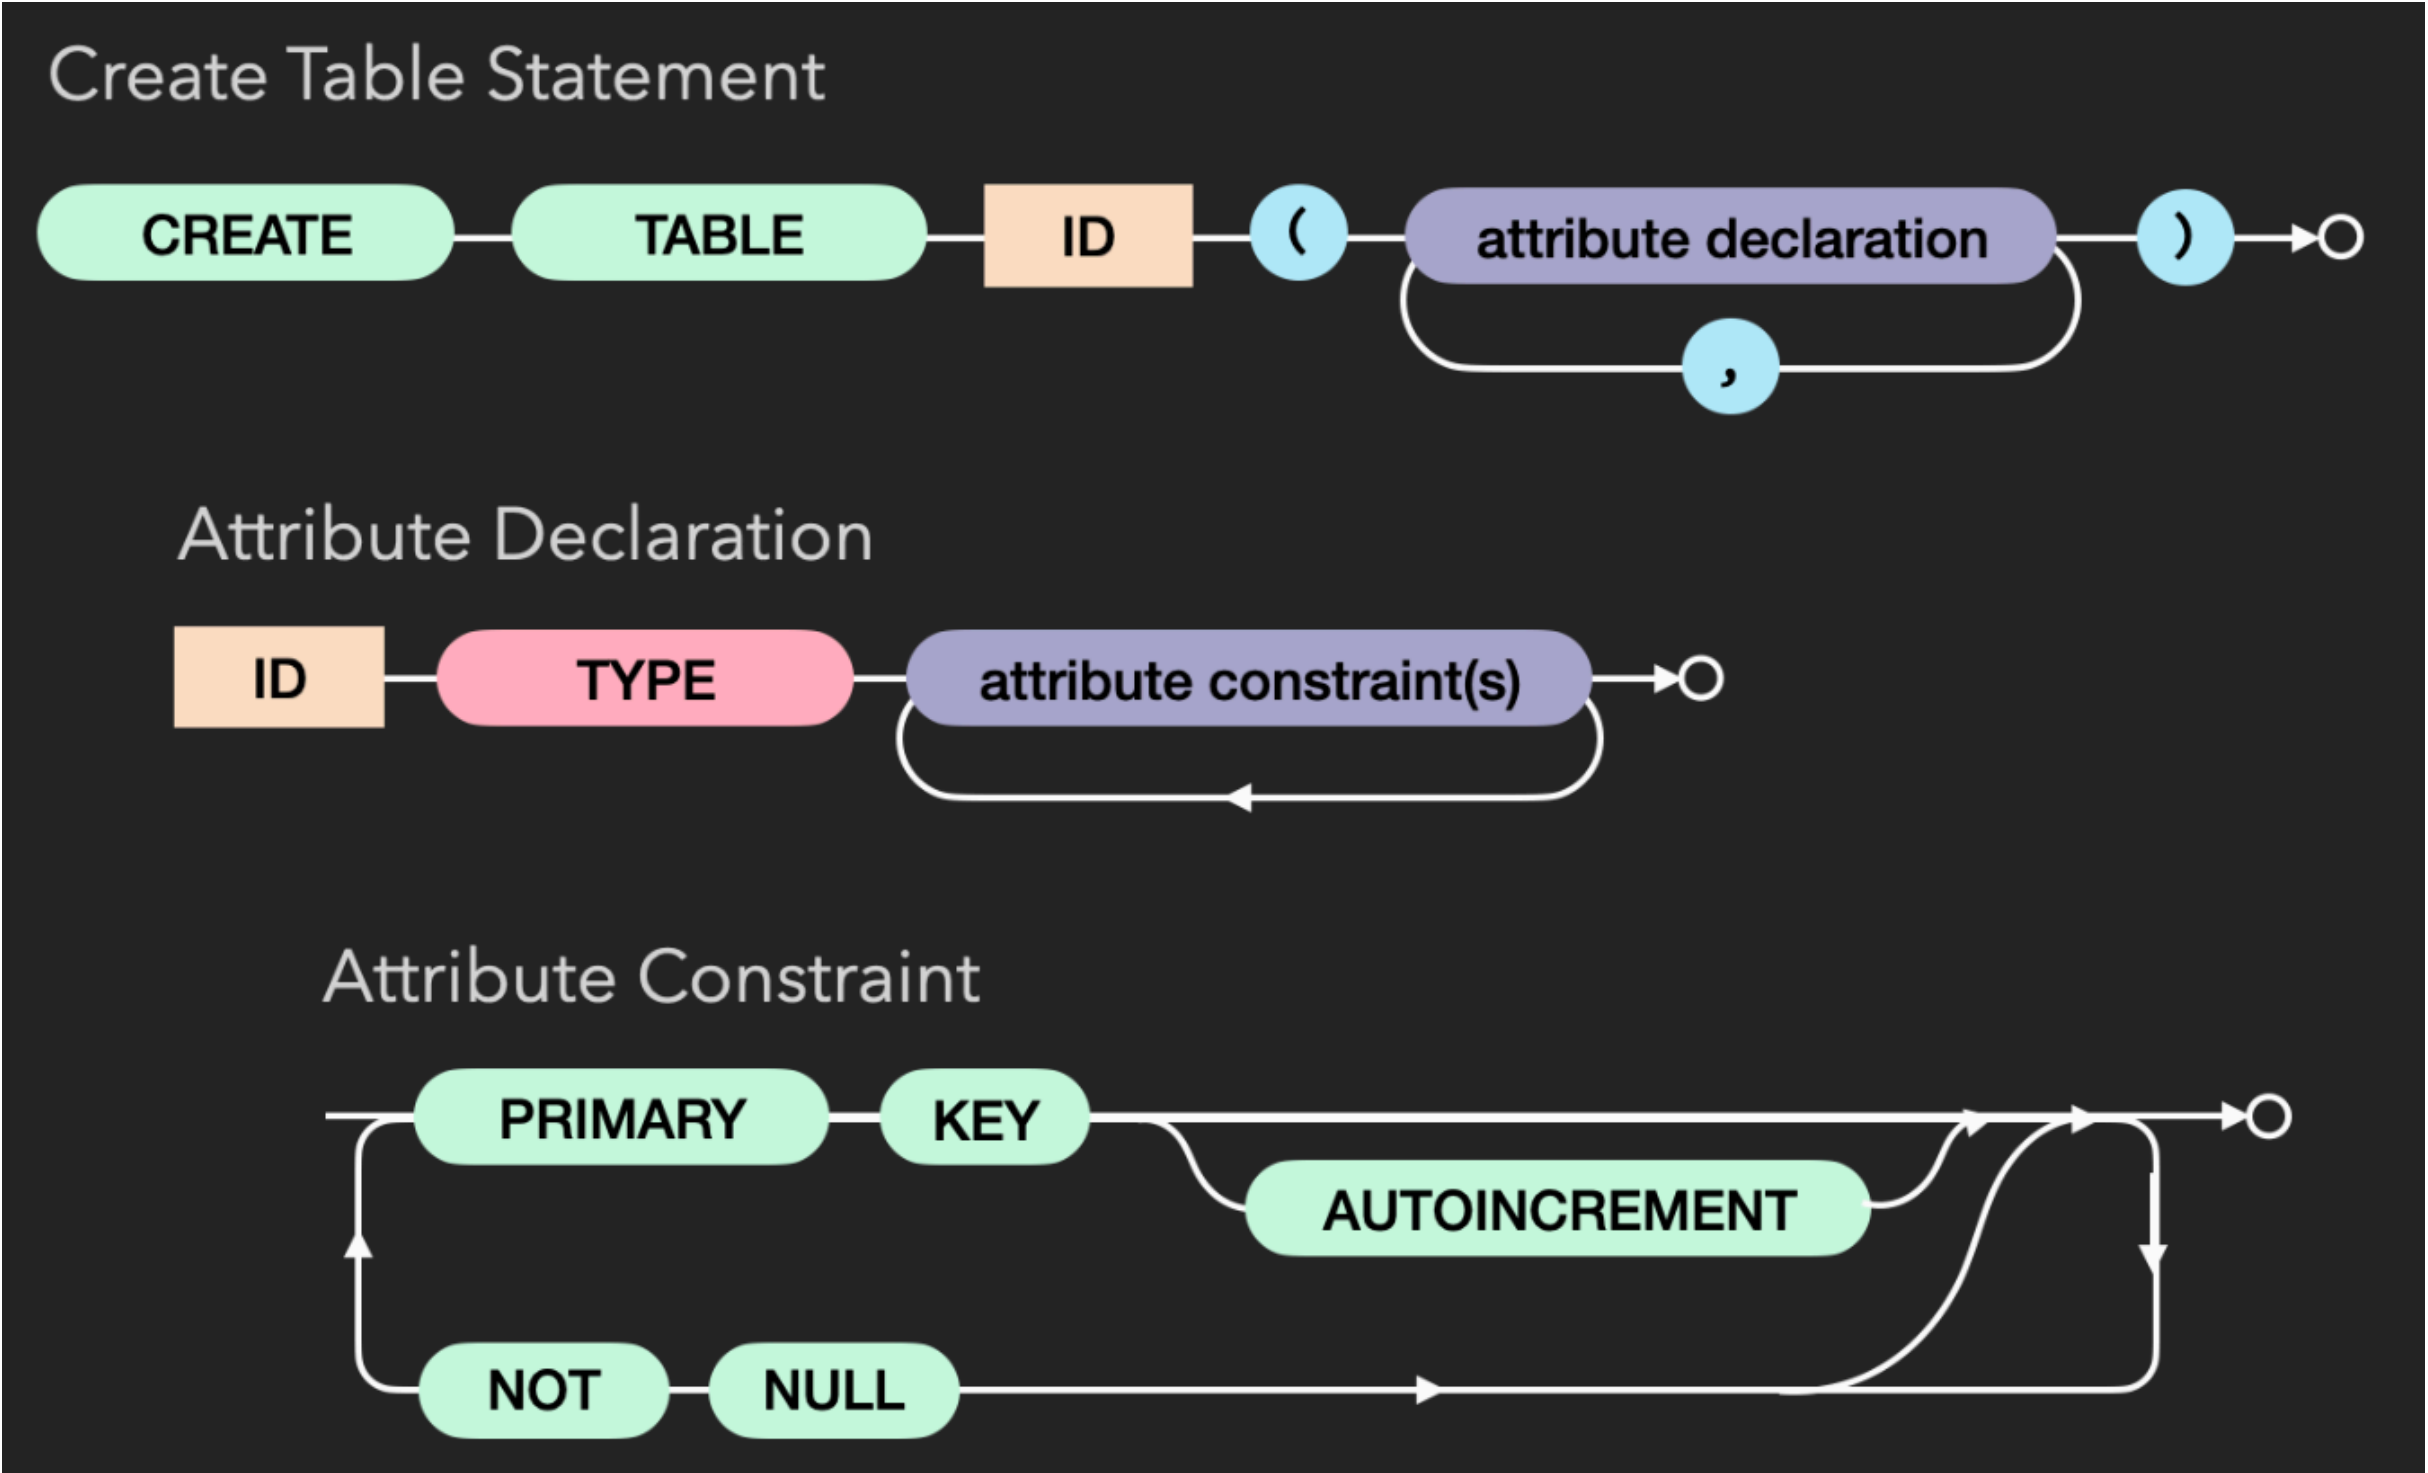 Create Table Statement
CREATE TABLE ID ( attribute declaration )
,
Attribute Declaration
ID TYPE attribute constraint(s)
Attribute Constraint
PRIMARY KEY
AUTOINCREMENT
NOT NULL